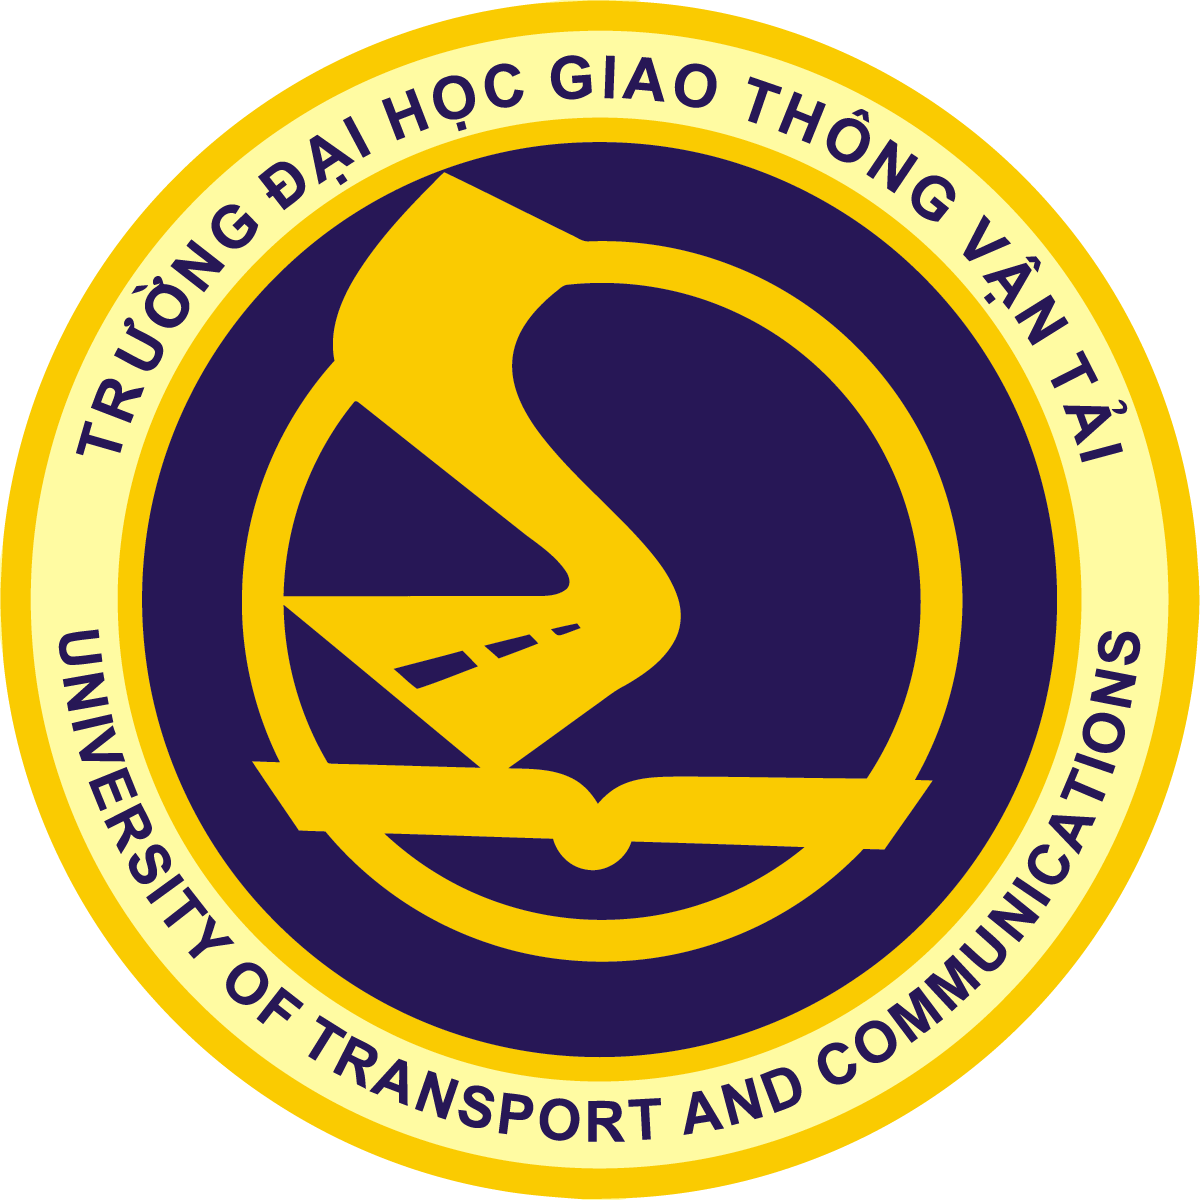 TRƯỜNG ĐẠI HỌC GIAO THÔNG VẬN TẢI
UNIVERSITY OF TRANSPORT AND COMMUNICATIONS